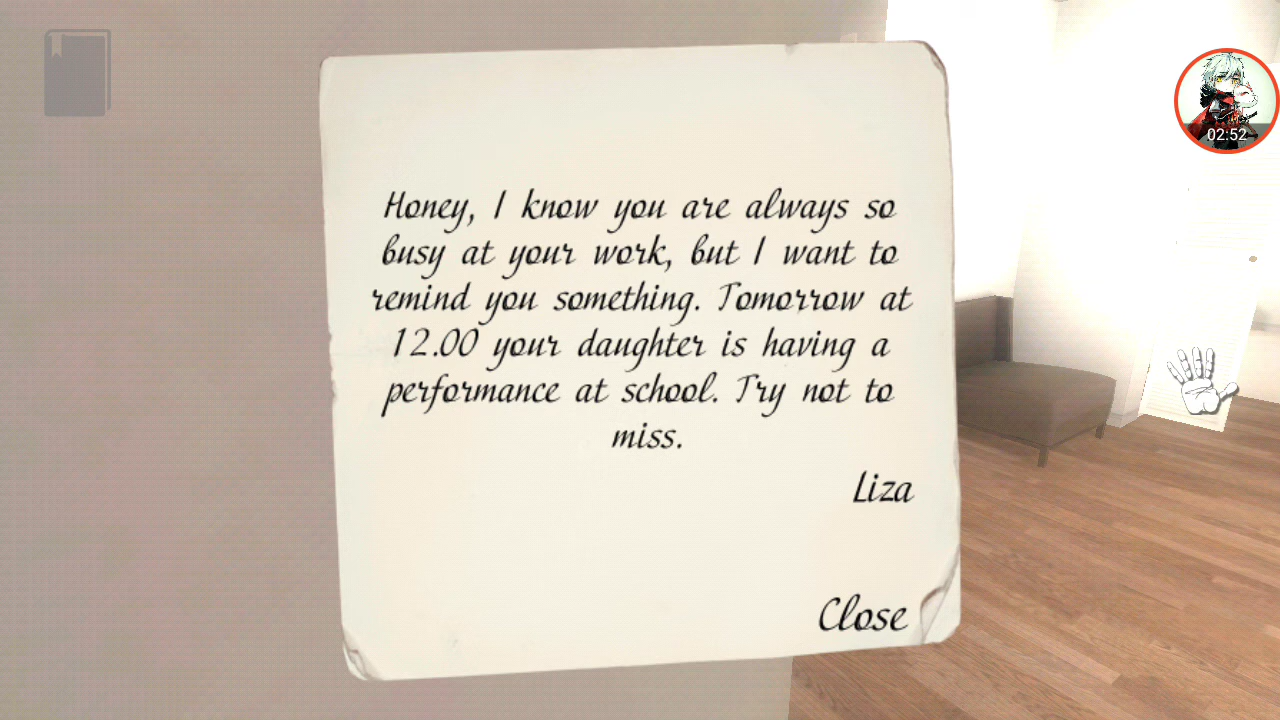 02:52
Honey, I know you are always so
busy at your work, but I want to
remind you something. Tomorrow at
12.00 your daughter is having a
performance at school. Try not to
miss.
Liza
Close